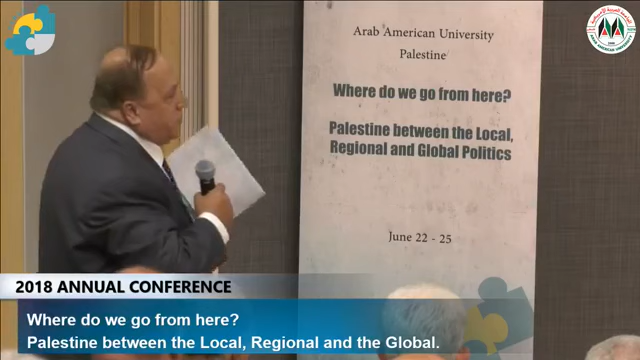 Arab American University
Palestine
Where do we go from here?
Palestine between the Local,
Regional and Global Politics
June 22 - 25
2018 ANNUAL CONFERENCE
Where do we go from here?
Palestine between the Local, Regional and the Global.